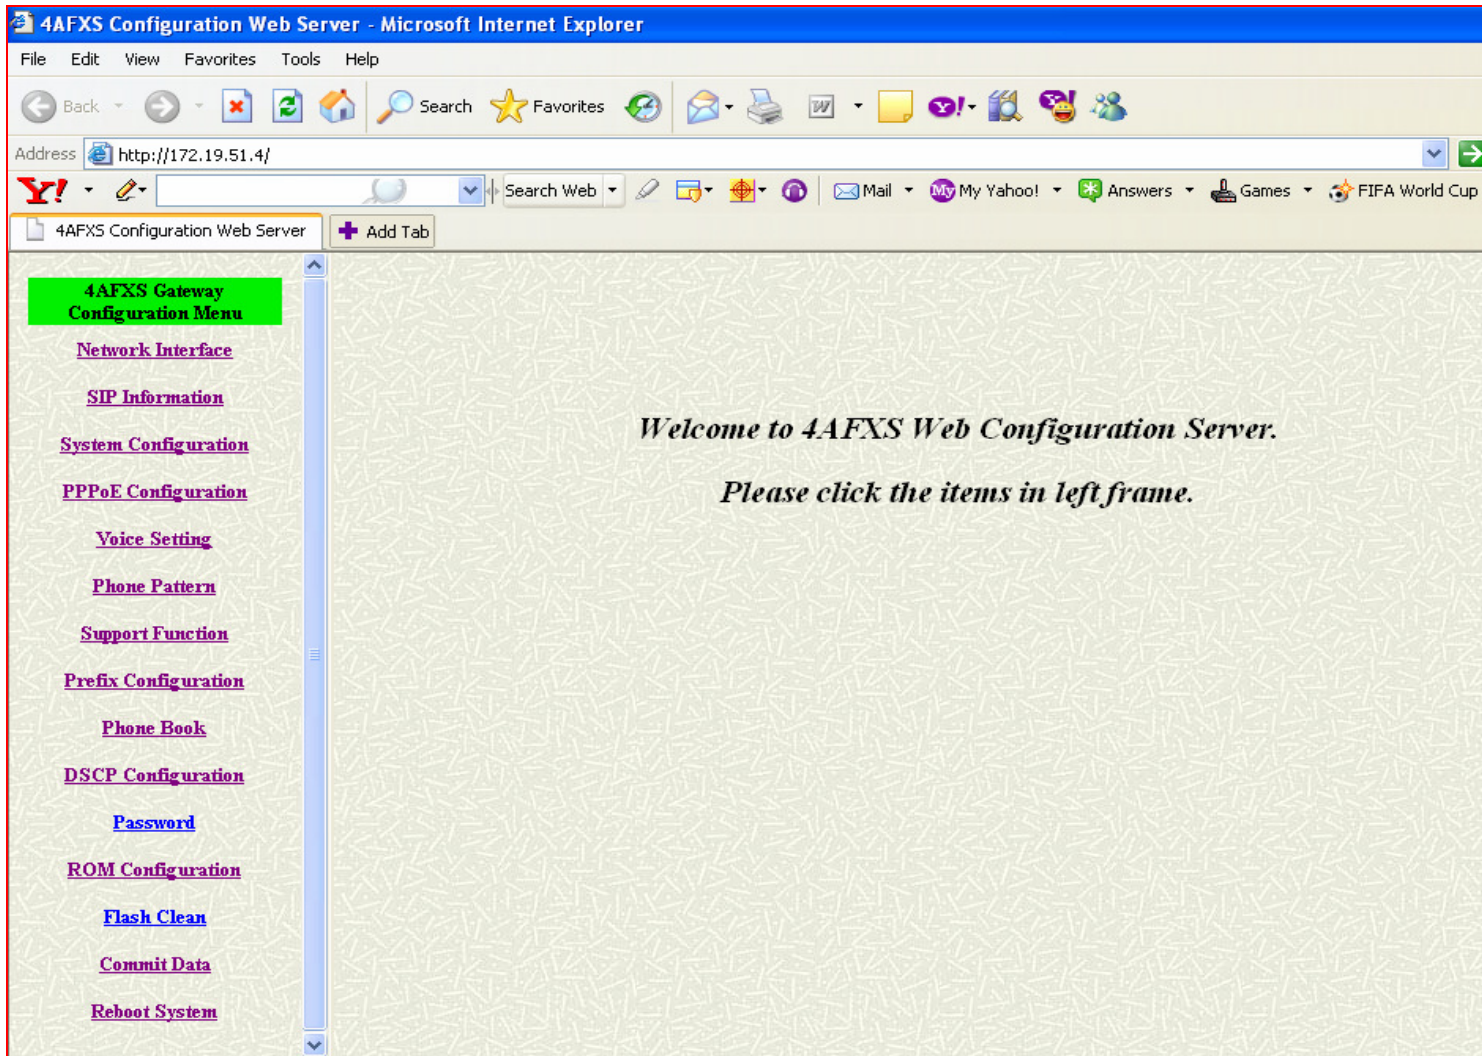 4AFXS Configuration Web Server - Microsoft Internet Explorer
File Edit View Favorites Tools Help
Back Search Favorites
Address http://172.19.51.4/
Y! Search Web Mail My My Yahoo! Answers Games FIFA World Cup
4AFXS Configuration Web Server Add Tab
4AFXS Gateway
Configuration Menu
Network Interface
SIP Information
System Configuration
PPPoE Configuration
Voice Setting
Phone Pattern
Support Function
Prefix Configuration
Phone Book
DSCP Configuration
Password
ROM Configuration
Flash Clean
Commit Data
Reboot System
Welcome to 4AFXS Web Configuration Server.
Please click the items in left frame.